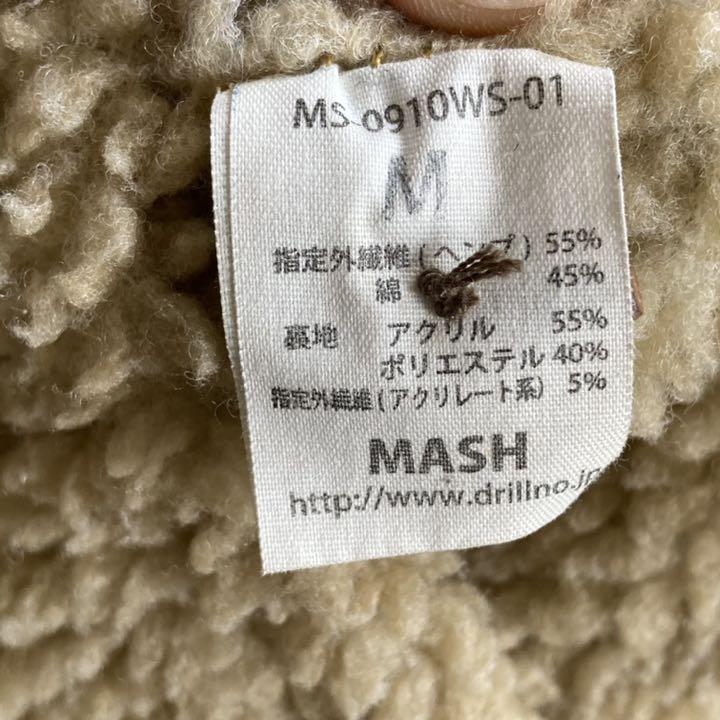 MS-0910WS-01
M
指定外繊維(ヘンプ) 55%
綿 45%
裏地 アクリル 55%
ポリエステル 40%
指定外繊維(アクリレート系) 5%
MASH
http://www.drillno.jp